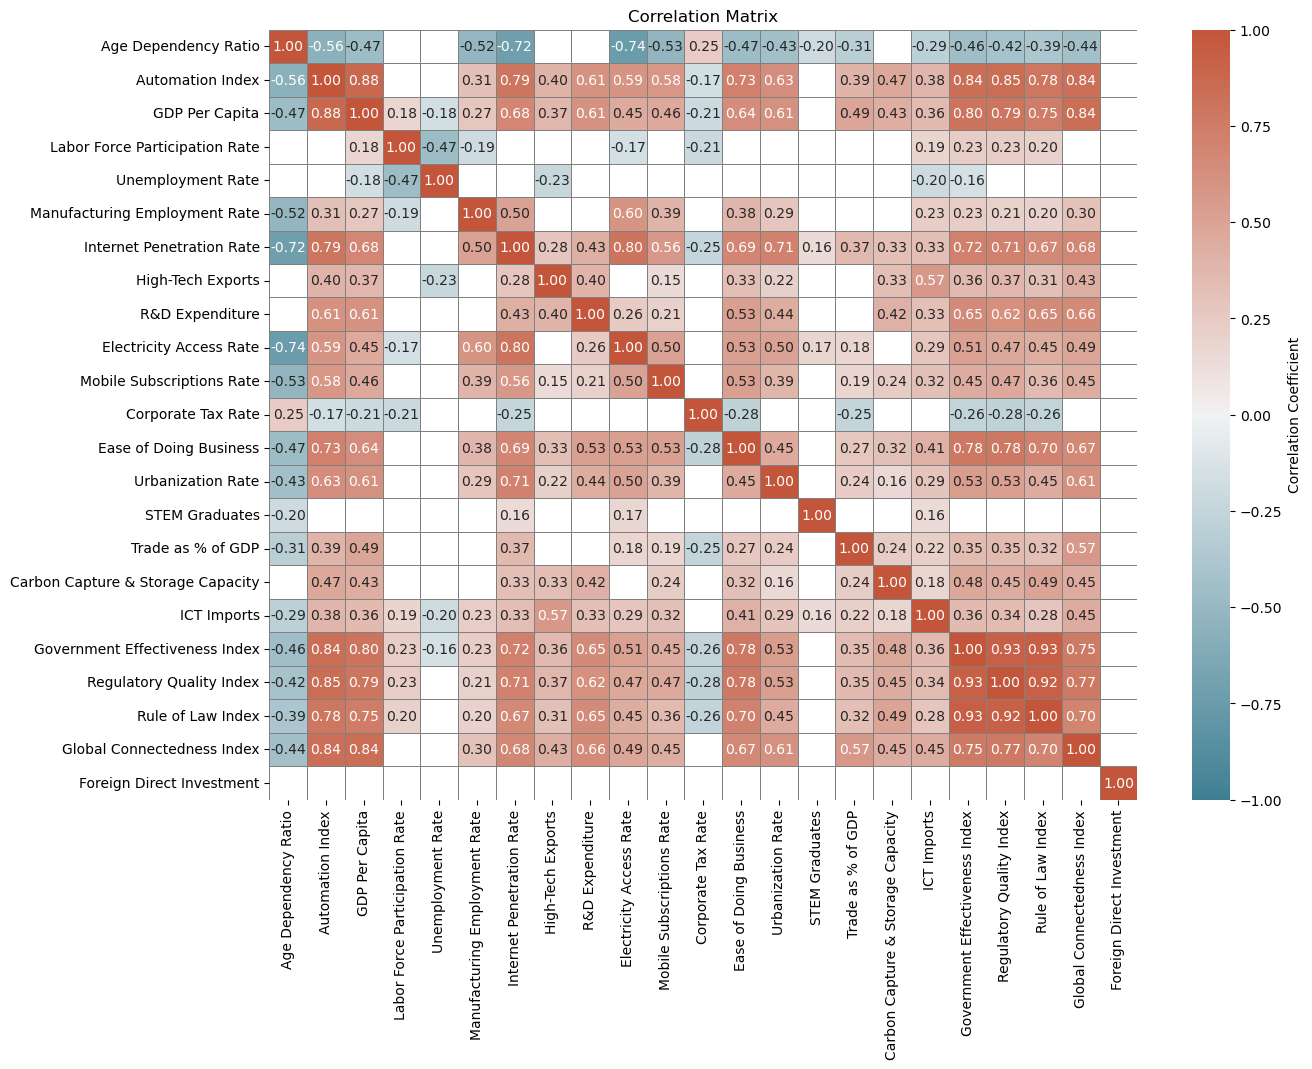 Correlation Matrix
Age Dependency Ratio 1.00 -0.56 -0.47 -0.52 -0.72 -0.74 -0.53 0.25 -0.47 -0.43 -0.20 -0.31 -0.29 -0.46 -0.42 -0.39 -0.44
Automation Index -0.56 1.00 0.88 0.31 0.79 0.40 0.61 0.59 0.58 -0.17 0.73 0.63 0.39 0.47 0.38 0.84 0.85 0.78 0.84
GDP Per Capita -0.47 0.88 1.00 0.18 -0.18 0.27 0.68 0.37 0.61 0.45 0.46 -0.21 0.64 0.61 0.49 0.43 0.36 0.80 0.79 0.75 0.84
Labor Force Participation Rate 0.18 1.00 -0.47 -0.19 -0.17 -0.21 0.19 0.23 0.23 0.20
Unemployment Rate -0.18 -0.47 1.00 -0.23 -0.20 -0.16
Manufacturing Employment Rate -0.52 0.31 0.27 -0.19 1.00 0.50 0.60 0.39 0.38 0.29 0.23 0.23 0.21 0.20 0.30
Internet Penetration Rate -0.72 0.79 0.68 0.50 1.00 0.28 0.43 0.80 0.56 -0.25 0.69 0.71 0.16 0.37 0.33 0.33 0.72 0.71 0.67 0.68
High-Tech Exports 0.40 0.37 -0.23 0.28 1.00 0.40 0.15 0.33 0.22 0.33 0.57 0.36 0.37 0.31 0.43
R&D Expenditure 0.61 0.61 0.43 0.40 1.00 0.26 0.21 0.53 0.44 0.42 0.33 0.65 0.62 0.65 0.66
Electricity Access Rate -0.74 0.59 0.45 -0.17 0.60 0.80 0.26 1.00 0.50 0.53 0.50 0.17 0.18 0.29 0.51 0.47 0.45 0.49
Mobile Subscriptions Rate -0.53 0.58 0.46 0.39 0.56 0.15 0.21 0.50 1.00 0.53 0.39 0.19 0.24 0.32 0.45 0.47 0.36 0.45
Corporate Tax Rate 0.25 -0.17 -0.21 -0.21 -0.25 1.00 -0.28 -0.25 -0.26 -0.28 -0.26
Ease of Doing Business -0.47 0.73 0.64 0.38 0.69 0.33 0.53 0.53 0.53 -0.28 1.00 0.45 0.27 0.32 0.41 0.78 0.78 0.70 0.67
Urbanization Rate -0.43 0.63 0.61 0.29 0.71 0.22 0.44 0.50 0.39 0.45 1.00 0.24 0.16 0.29 0.53 0.53 0.45 0.61
STEM Graduates -0.20 0.16 0.17 1.00 0.16
Trade as % of GDP -0.31 0.39 0.49 0.37 0.18 0.19 -0.25 0.27 0.24 1.00 0.24 0.22 0.35 0.35 0.32 0.57
Carbon Capture & Storage Capacity 0.47 0.43 0.33 0.33 0.42 0.24 0.32 0.16 0.24 1.00 0.18 0.48 0.45 0.49 0.45
ICT Imports -0.29 0.38 0.36 0.19 -0.20 0.23 0.33 0.57 0.33 0.29 0.32 0.41 0.29 0.16 0.22 0.18 1.00 0.36 0.34 0.28 0.45
Government Effectiveness Index -0.46 0.84 0.80 0.23 -0.16 0.23 0.72 0.36 0.65 0.51 0.45 -0.26 0.78 0.53 0.35 0.48 0.36 1.00 0.93 0.93 0.75
Regulatory Quality Index -0.42 0.85 0.79 0.23 0.21 0.71 0.37 0.62 0.47 0.47 -0.28 0.78 0.53 0.35 0.45 0.34 0.93 1.00 0.92 0.77
Rule of Law Index -0.39 0.78 0.75 0.20 0.20 0.67 0.31 0.65 0.45 0.36 -0.26 0.70 0.45 0.32 0.49 0.28 0.93 0.92 1.00 0.70
Global Connectedness Index -0.44 0.84 0.84 0.30 0.68 0.43 0.66 0.49 0.45 0.67 0.61 0.57 0.45 0.45 0.75 0.77 0.70 1.00
Foreign Direct Investment 1.00
Age Dependency Ratio
Automation Index
GDP Per Capita
Labor Force Participation Rate
Unemployment Rate
Manufacturing Employment Rate
Internet Penetration Rate
High-Tech Exports
R&D Expenditure
Electricity Access Rate
Mobile Subscriptions Rate
Corporate Tax Rate
Ease of Doing Business
Urbanization Rate
STEM Graduates
Trade as % of GDP
Carbon Capture & Storage Capacity
ICT Imports
Government Effectiveness Index
Regulatory Quality Index
Rule of Law Index
Global Connectedness Index
Foreign Direct Investment
1.00
0.75
0.50
0.25
0.00
−0.25
−0.50
−0.75
−1.00
Correlation Coefficient